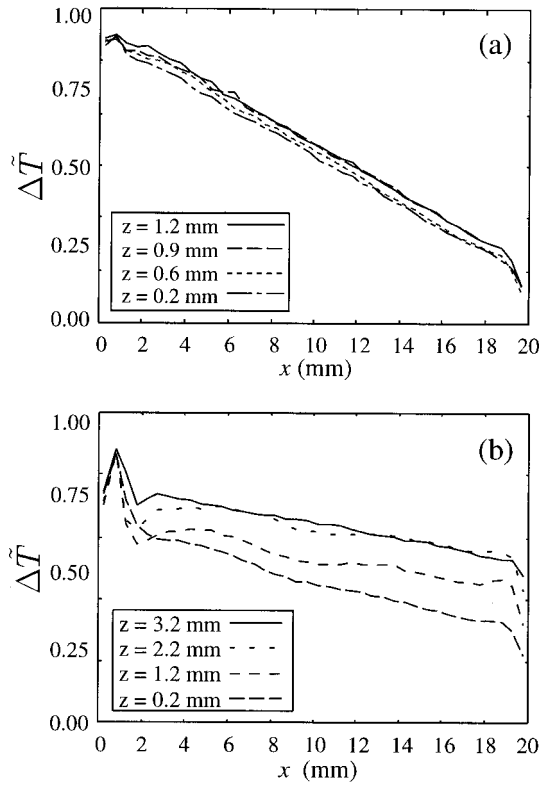 1.00
(a)
0.75
ΔT̃
0.50
0.25
z = 1.2 mm
z = 0.9 mm
z = 0.6 mm
z = 0.2 mm
0.00
0 2 4 6 8 10 12 14 16 18 20
x (mm)
1.00
(b)
0.75
ΔT̃
0.50
0.25
z = 3.2 mm
z = 2.2 mm
z = 1.2 mm
z = 0.2 mm
0.00
0 2 4 6 8 10 12 14 16 18 20
x (mm)